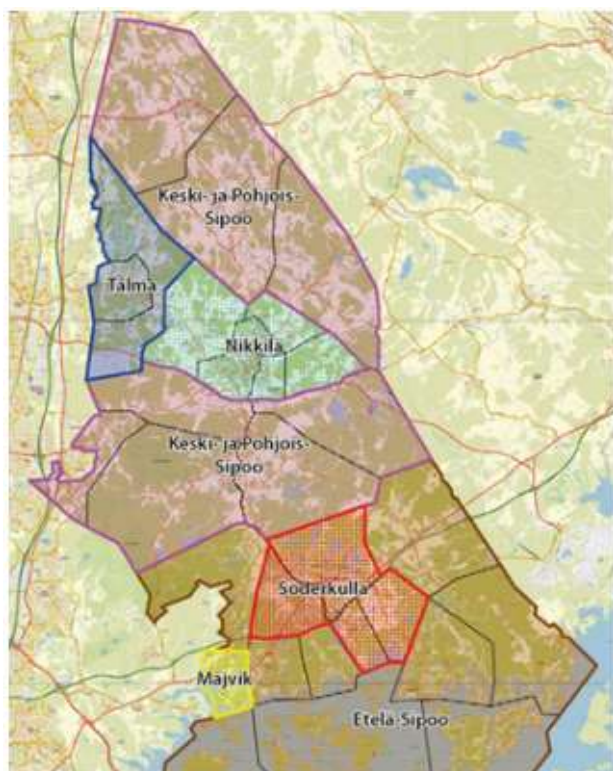 Keski- ja Pohjois-
Sipoo
Talma
Nikkilä
Keski- ja Pohjois-
Sipoo
Söderkulla
Majvik
Etelä-Sipoo